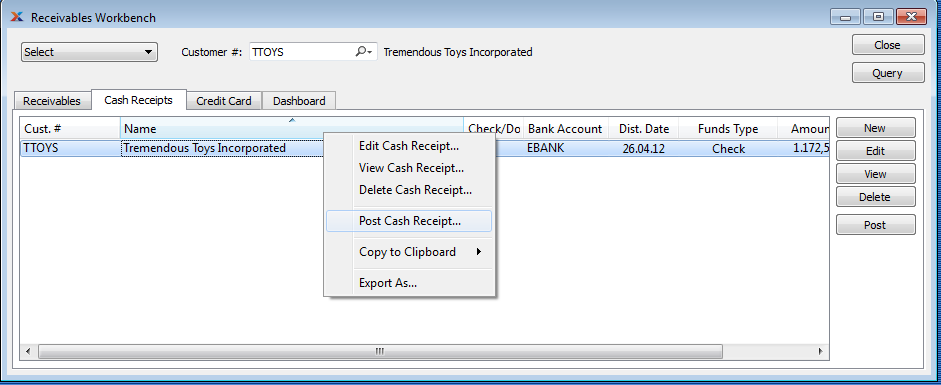 Receivables Workbench
Select
Customer #:
TTOYS
Tremendous Toys Incorporated
Close
Query
Receivables
Cash Receipts
Credit Card
Dashboard
Cust. # Name Check/Do Bank Account Dist. Date Funds Type Amoun
TTOYS Tremendous Toys Incorporated EBANK 26.04.12 Check 1.172,5
New
Edit
View
Delete
Post
Edit Cash Receipt...
View Cash Receipt...
Delete Cash Receipt...
Post Cash Receipt...
Copy to Clipboard
Export As...